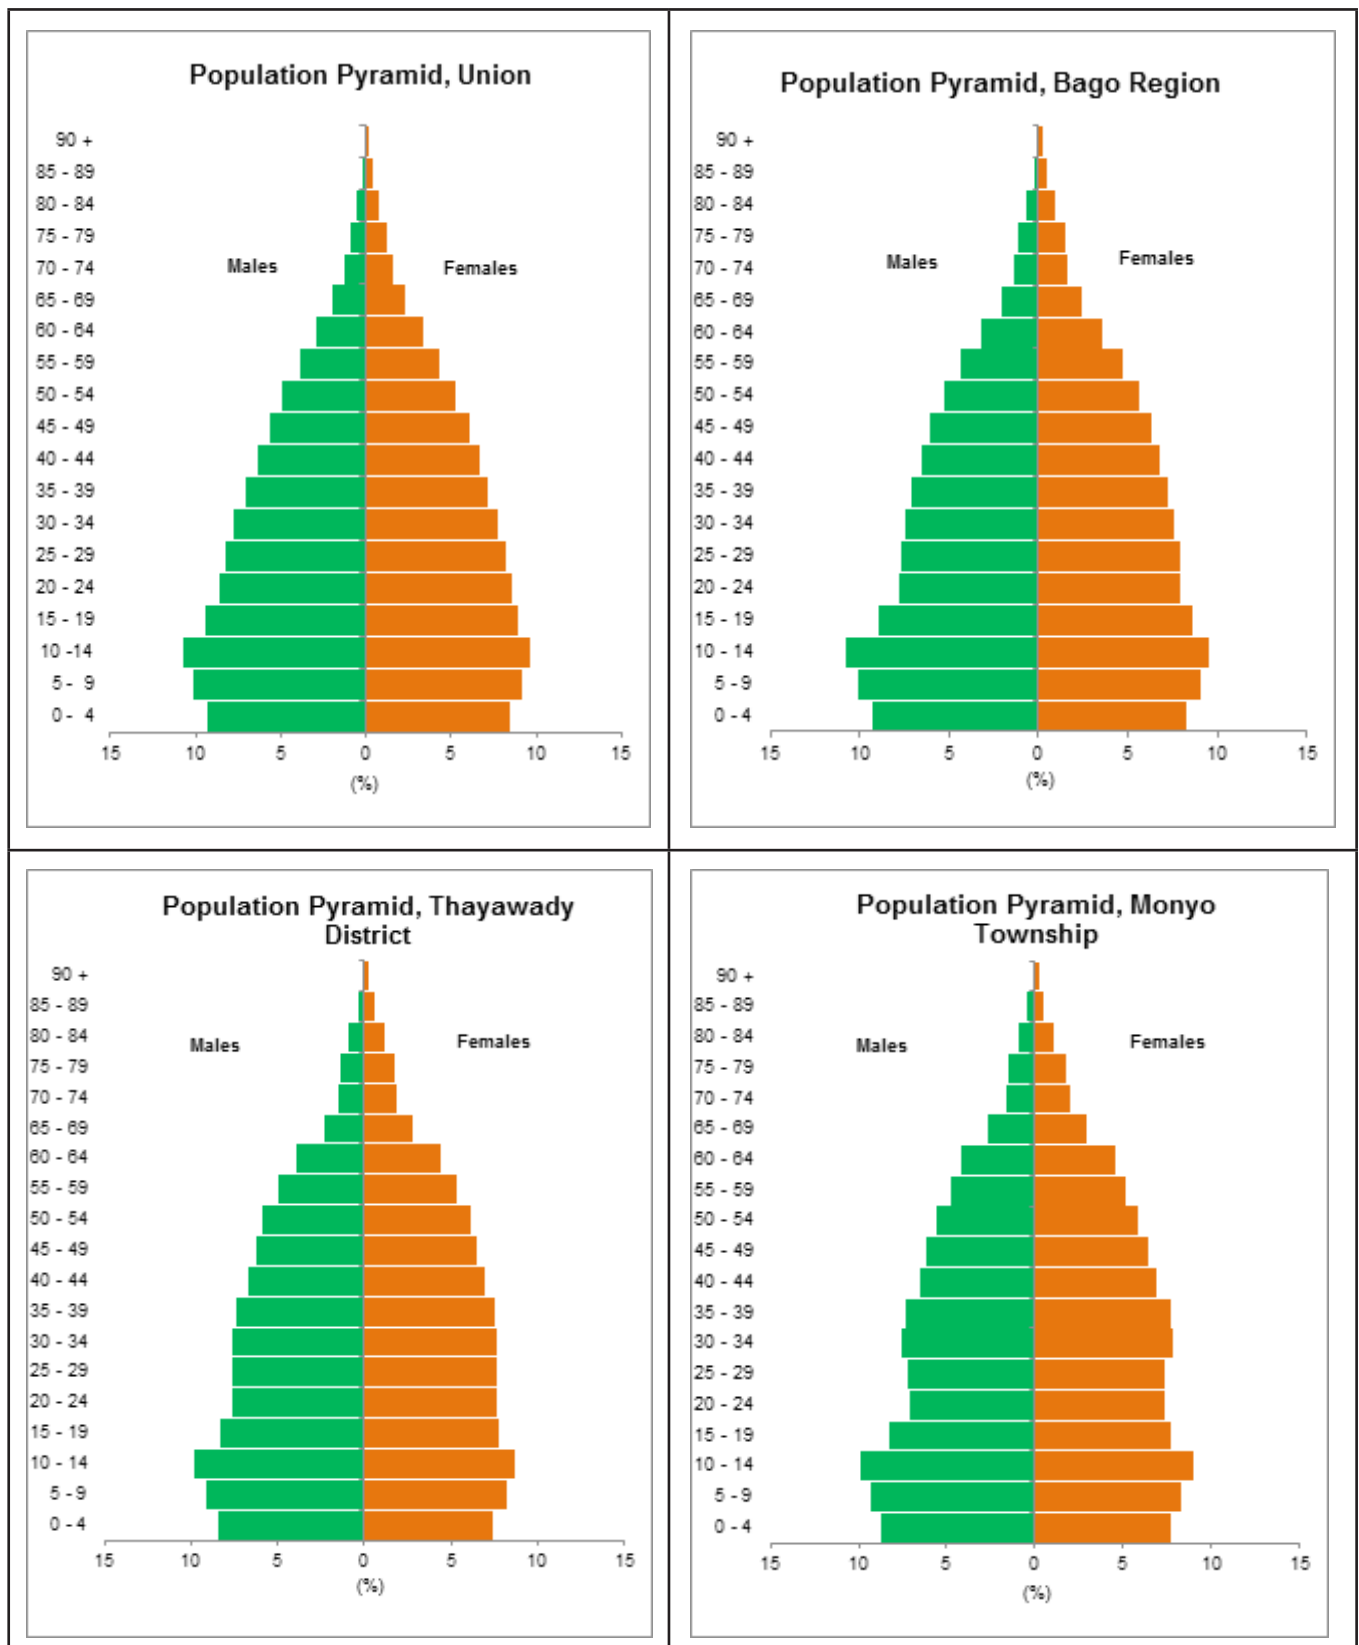 Population Pyramid, Union
90 +
85 - 89
80 - 84
75 - 79
70 - 74
65 - 69
60 - 64
55 - 59
50 - 54
45 - 49
40 - 44
35 - 39
30 - 34
25 - 29
20 - 24
15 - 19
10 -14
5 - 9
0 - 4
Males
Females
15 10 5 0 5 10 15
(%)
Population Pyramid, Bago Region
90 +
85 - 89
80 - 84
75 - 79
70 - 74
65 - 69
60 - 64
55 - 59
50 - 54
45 - 49
40 - 44
35 - 39
30 - 34
25 - 29
20 - 24
15 - 19
10 - 14
5 - 9
0 - 4
Males
Females
15 10 5 0 5 10 15
(%)
Population Pyramid, Thayawady
District
90 +
85 - 89
80 - 84
75 - 79
70 - 74
65 - 69
60 - 64
55 - 59
50 - 54
45 - 49
40 - 44
35 - 39
30 - 34
25 - 29
20 - 24
15 - 19
10 - 14
5 - 9
0 - 4
Males
Females
15 10 5 0 5 10 15
(%)
Population Pyramid, Monyo
Township
90 +
85 - 89
80 - 84
75 - 79
70 - 74
65 - 69
60 - 64
55 - 59
50 - 54
45 - 49
40 - 44
35 - 39
30 - 34
25 - 29
20 - 24
15 - 19
10 - 14
5 - 9
0 - 4
Males
Females
15 10 5 0 5 10 15
(%)